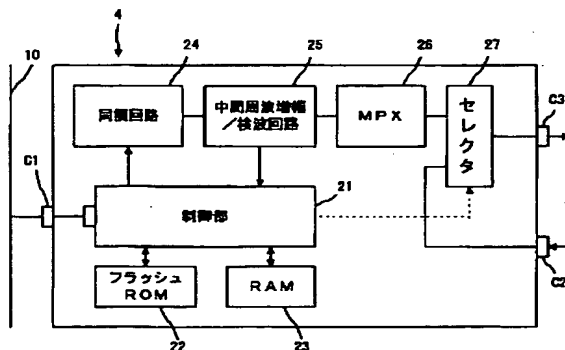 4
10
24
25
26
27
同調回路
中間周波増幅
/検波回路
MPX
セレクタ
C3
C1
21
制御部
C2
フラッシュ
ROM
RAM
22
23